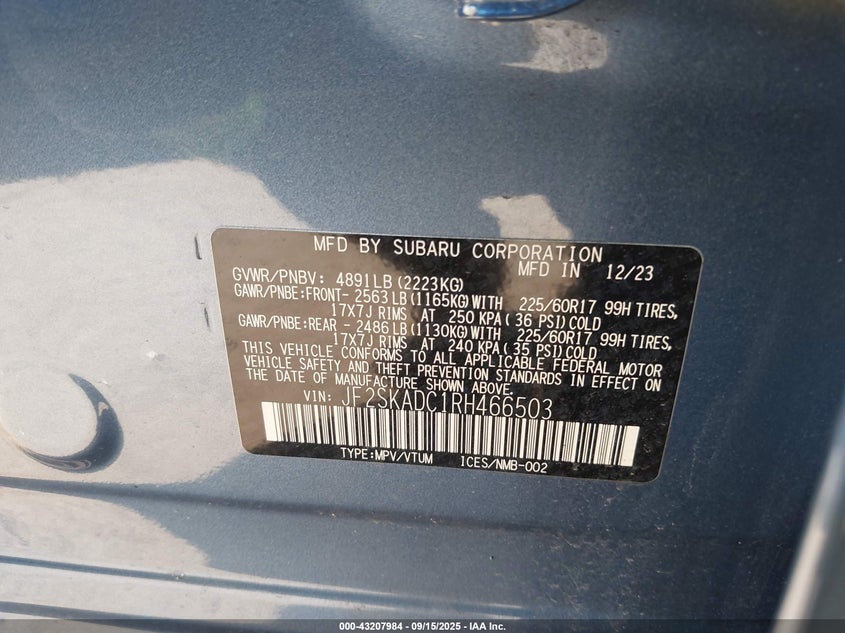 MFD BY SUBARU CORPORATION
MFD IN 12/23
GVWR/PNBV: 4891LB(2223KG)
GAWR/PNBE:FRONT- 2563LB(1165KG)WITH 225/60R17 99H TIRES,
17X7J RIMS AT 250 KPA( 36 PSI)COLD
GAWR/PNBE:REAR - 2486LB(1130KG)WITH 225/60R17 99H TIRES,
17X7J RIMS AT 240 KPA( 35 PSI)COLD
THIS VEHICLE CONFORMS TO ALL APPLICABLE FEDERAL MOTOR
VEHICLE SAFETY AND THEFT PREVENTION STANDARDS IN EFFECT ON
THE DATE OF MANUFACTURE SHOWN ABOVE.
VIN: JF2SKADC1RH466503
TYPE:MPV/VTUM ICES/NMB-002
000-43207984 - 09/15/2025 - IAA Inc.